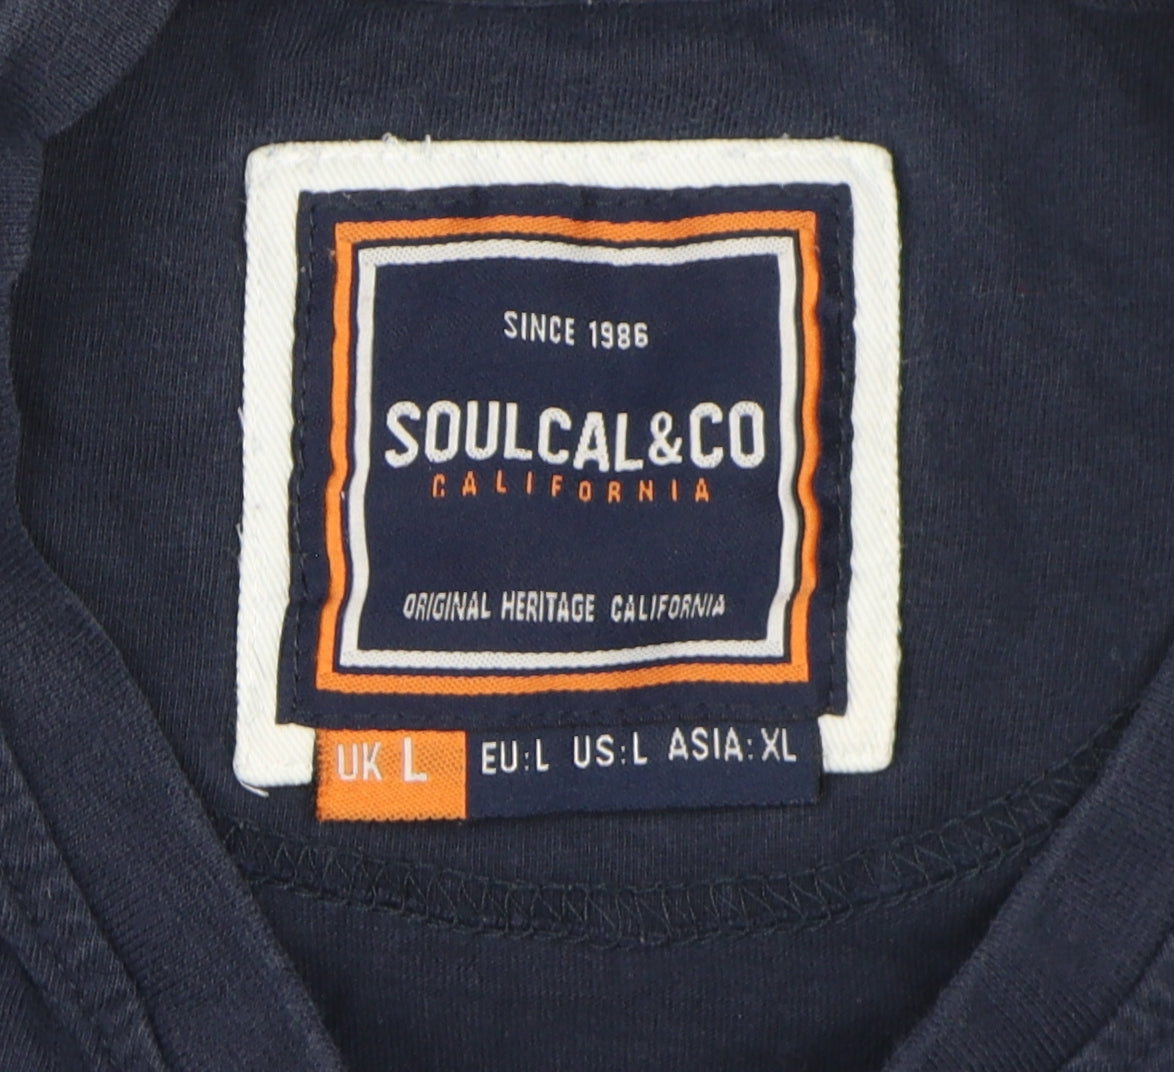 SINCE 1986
SOULCAL&CO
CALIFORNIA
ORIGINAL HERITAGE CALIFORNIA
UK L EU:L US:L ASIA:XL